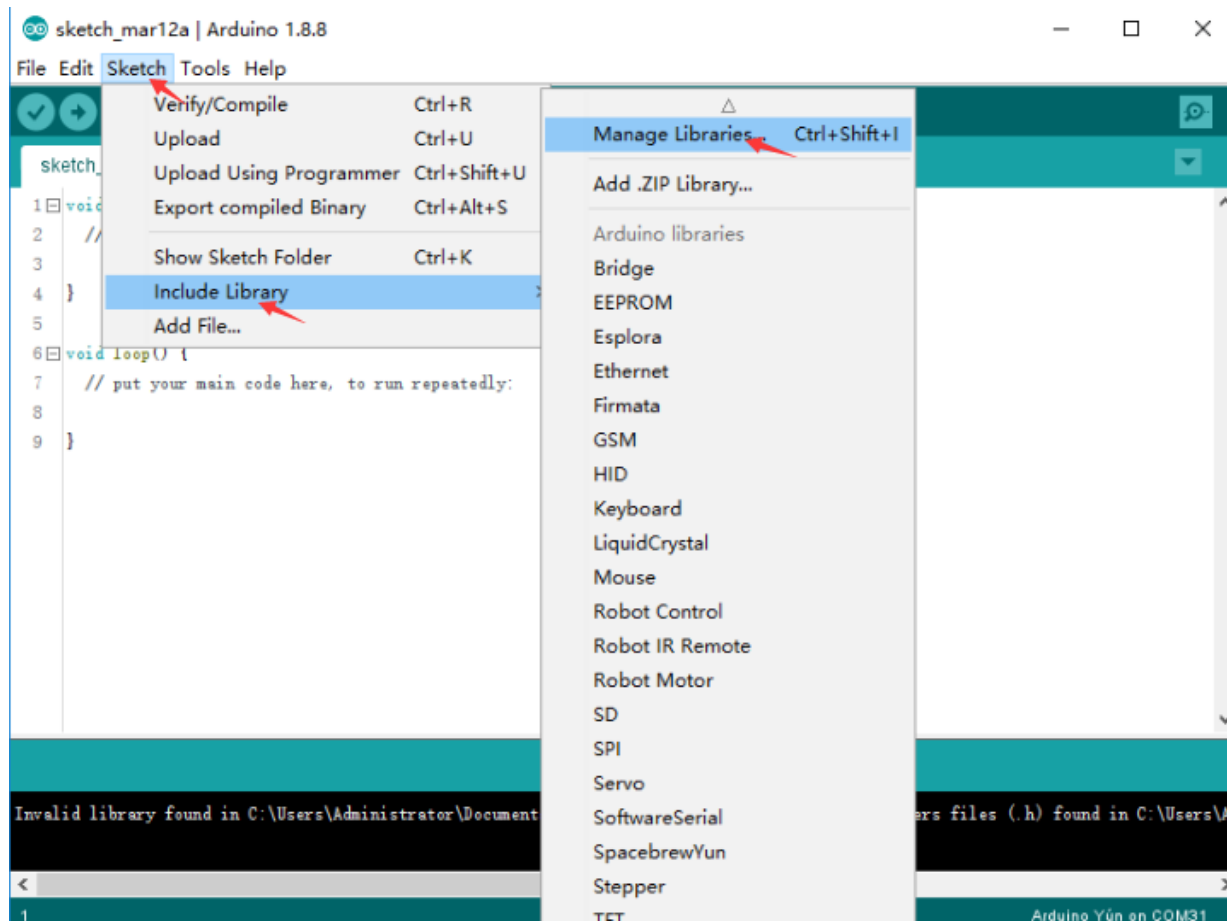 sketch_mar12a | Arduino 1.8.8
File Edit Sketch Tools Help
Verify/Compile Ctrl+R
Upload Ctrl+U
Upload Using Programmer Ctrl+Shift+U
Export compiled Binary Ctrl+Alt+S
Show Sketch Folder Ctrl+K
Include Library
Add File...
Manage Libraries... Ctrl+Shift+I
Add .ZIP Library...
Arduino libraries
Bridge
EEPROM
Esplora
Ethernet
Firmata
GSM
HID
Keyboard
LiquidCrystal
Mouse
Robot Control
Robot IR Remote
Robot Motor
SD
SPI
Servo
SoftwareSerial
SpacebrewYun
Stepper
TFT
sketch_
1 void
2 //
3
4 }
5
6 void loop() {
7 // put your main code here, to run repeatedly:
8
9 }
Invalid library found in C:\Users\Administrator\Document
ers files (.h) found in C:\Users\A
1 Arduino Yún on COM31